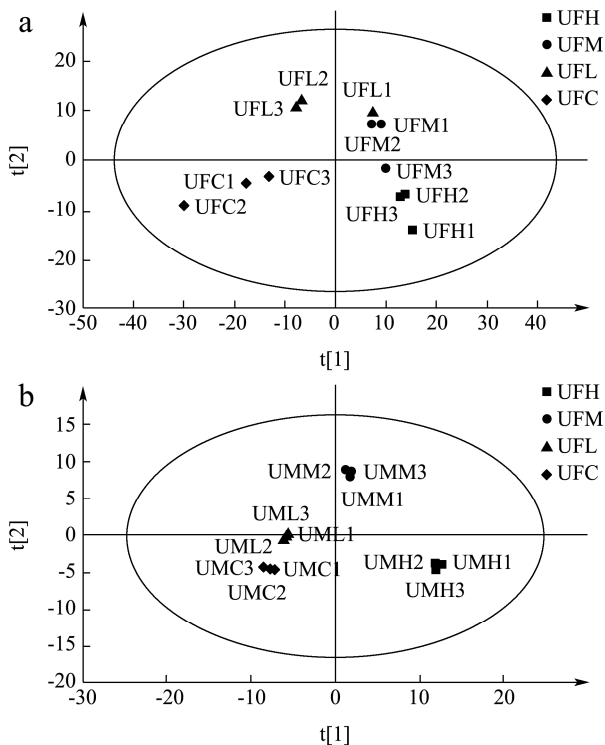 a
UFH
UFM
UFL
UFC
20
10
0
-10
-20
-30
t[2]
UFL2
UFL3
UFL1
UFM1
UFM2
UFM3
UFC1
UFC3
UFC2
UFH2
UFH3
UFH1
-50 -40 -30 -20 -10 0 10 20 30 40
t[1]
b
UFH
UFM
UFL
UFC
15
10
5
0
-5
-10
-15
-20
t[2]
UMM2 UMM3
UMM1
UML3
UML1
UML2
UMC3 UMC1
UMC2
UMH2 UMH1
UMH3
-30 -20 -10 0 10 20
t[1]